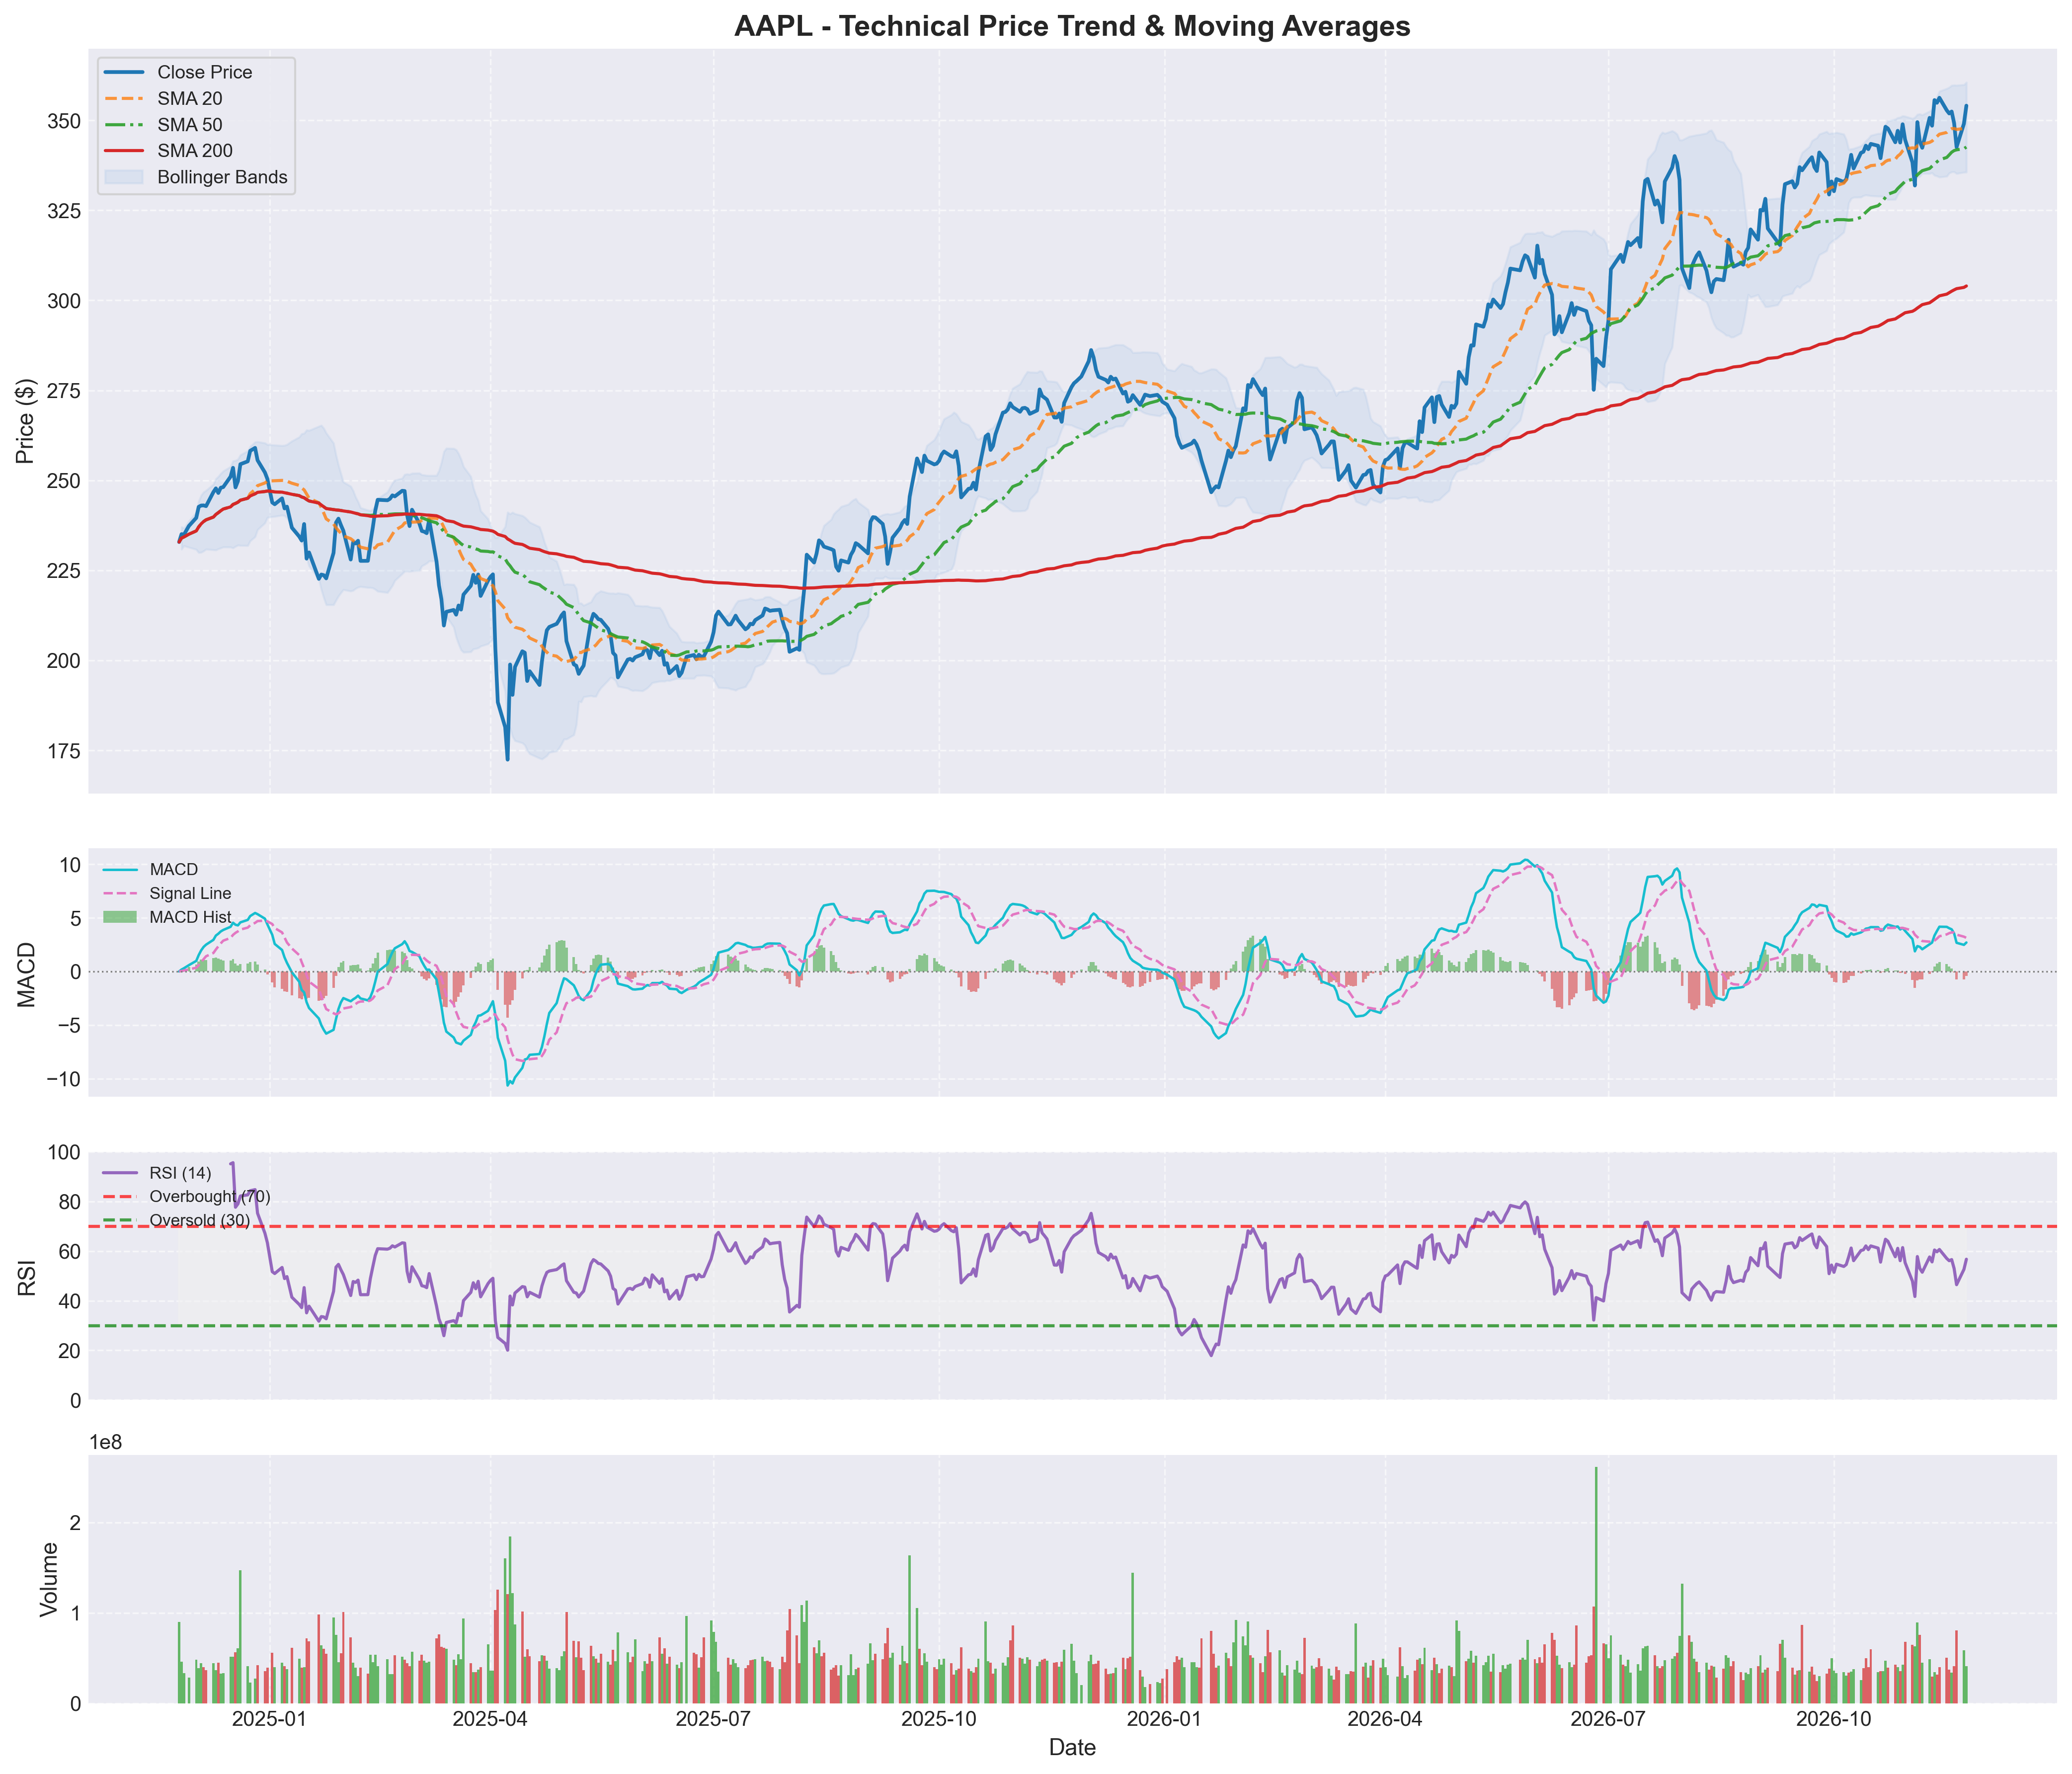 AAPL - Technical Price Trend & Moving Averages
Close Price
SMA 20
SMA 50
SMA 200
Bollinger Bands
Price ($)
350
325
300
275
250
225
200
175
MACD
Signal Line
MACD Hist
MACD
10
5
0
−5
−10
RSI (14)
Overbought (70)
Oversold (30)
RSI
100
80
60
40
20
0
1e8
Volume
2
1
0
2025-01 2025-04 2025-07 2025-10 2026-01 2026-04 2026-07 2026-10
Date